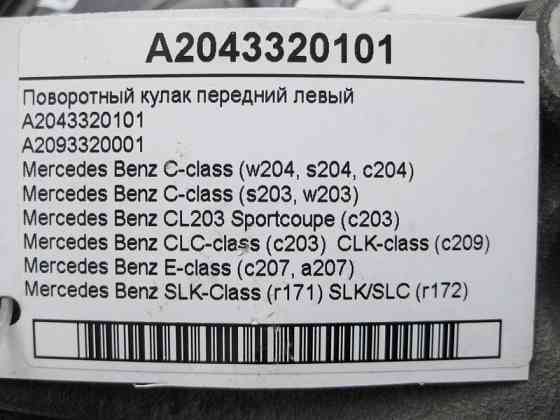 A2043320101
Поворотный кулак передний левый
A2043320101
A2093320001
Mercedes Benz C-class (w204, s204, c204)
Mercedes Benz C-class (s203, w203)
Mercedes Benz CL203 Sportcoupe (c203)
Mercedes Benz CLC-class (c203)  CLK-class (c209)
Mercedes Benz E-class (c207, a207)
Mercedes Benz SLK-Class (r171) SLK/SLC (r172)